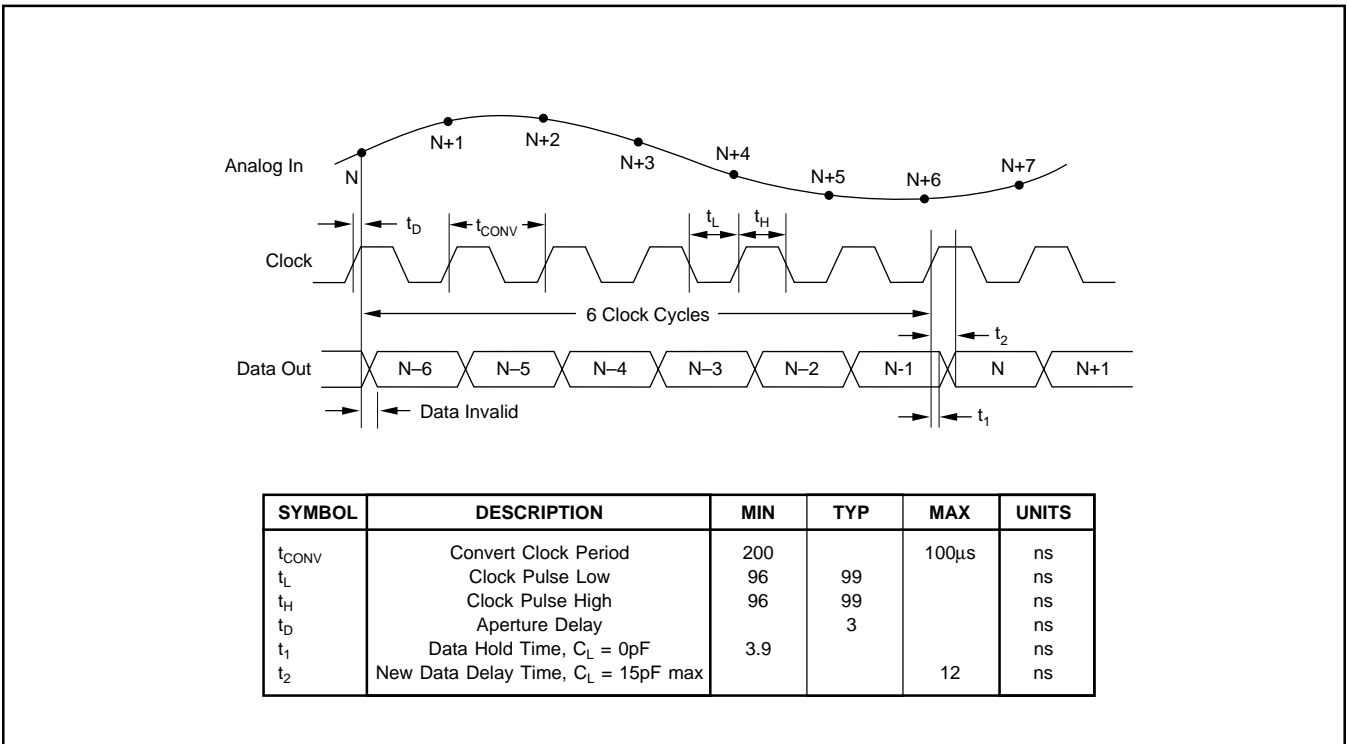 Analog In
N
N+1
N+2
N+3
N+4
N+5
N+6
N+7
t_D
t_CONV
t_L
t_H
Clock
6 Clock Cycles
t_2
Data Out
N–6
N–5
N–4
N–3
N–2
N-1
N
N+1
Data Invalid
t_1
SYMBOL DESCRIPTION MIN TYP MAX UNITS
t_CONV Convert Clock Period 200 100µs ns
t_L Clock Pulse Low 96 99 ns
t_H Clock Pulse High 96 99 ns
t_D Aperture Delay 3 ns
t_1 Data Hold Time, C_L = 0pF 3.9 ns
t_2 New Data Delay Time, C_L = 15pF max 12 ns